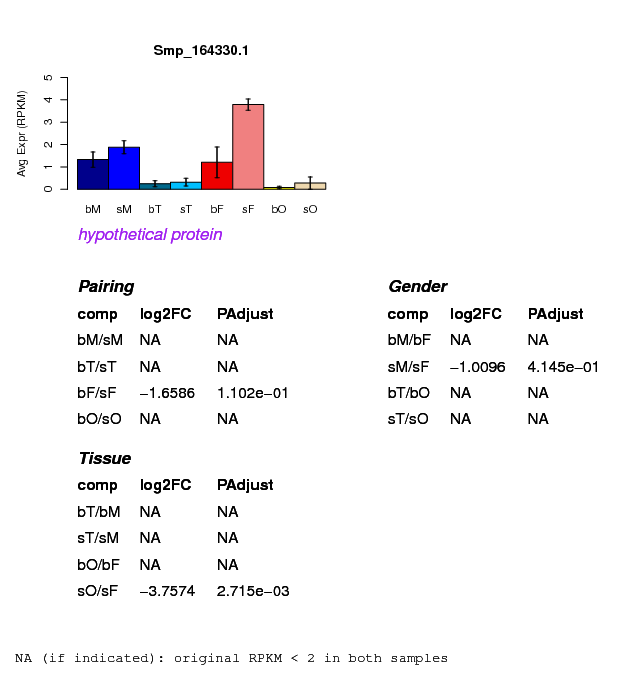 Smp_164330.1
Avg Expr (RPKM)
0 1 2 3 4 5
bM sM bT sT bF sF bO sO
hypothetical protein
Pairing
comp log2FC PAdjust
bM/sM NA NA
bT/sT NA NA
bF/sF −1.6586 1.102e−01
bO/sO NA NA
Gender
comp log2FC PAdjust
bM/bF NA NA
sM/sF −1.0096 4.145e−01
bT/bO NA NA
sT/sO NA NA
Tissue
comp log2FC PAdjust
bT/bM NA NA
sT/sM NA NA
bO/bF NA NA
sO/sF −3.7574 2.715e−03
NA (if indicated): original RPKM < 2 in both samples